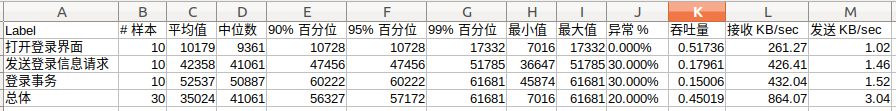 A B C D E F G H I J K L M
Label # 样本 平均值 中位数 90% 百分位 95% 百分位 99% 百分位 最小值 最大值 异常 % 吞吐量 接收 KB/sec 发送 KB/sec
打开登录界面 10 10179 9361 10728 10728 17332 7016 17332 0.000% 0.51736 261.27 1.02
发送登录信息请求 10 42358 41061 47456 47456 51785 36647 51785 30.000% 0.17961 426.41 1.46
登录事务 10 52537 50887 60222 60222 61681 45874 61681 30.000% 0.15006 432.04 1.52
总体 30 35024 41061 56327 57172 61681 7016 61681 20.000% 0.45019 864.07 3.04